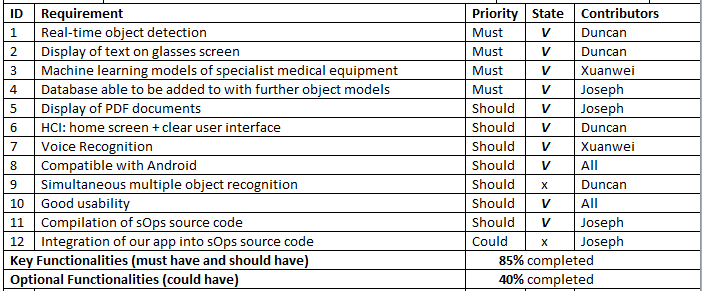 ID Requirement Priority State Contributors
1 Real-time object detection Must V Duncan
2 Display of text on glasses screen Must V Duncan
3 Machine learning models of specialist medical equipment Must V Xuanwei
4 Database able to be added to with further object models Must V Joseph
5 Display of PDF documents Should V Joseph
6 HCI: home screen + clear user interface Should V Duncan
7 Voice Recognition Should V Xuanwei
8 Compatible with Android Should V All
9 Simultaneous multiple object recognition Should x Duncan
10 Good usability Should V All
11 Compilation of sOps source code Should V Joseph
12 Integration of our app into sOps source code Could x Joseph
Key Functionalities (must have and should have) 85% completed
Optional Functionalities (could have) 40% completed